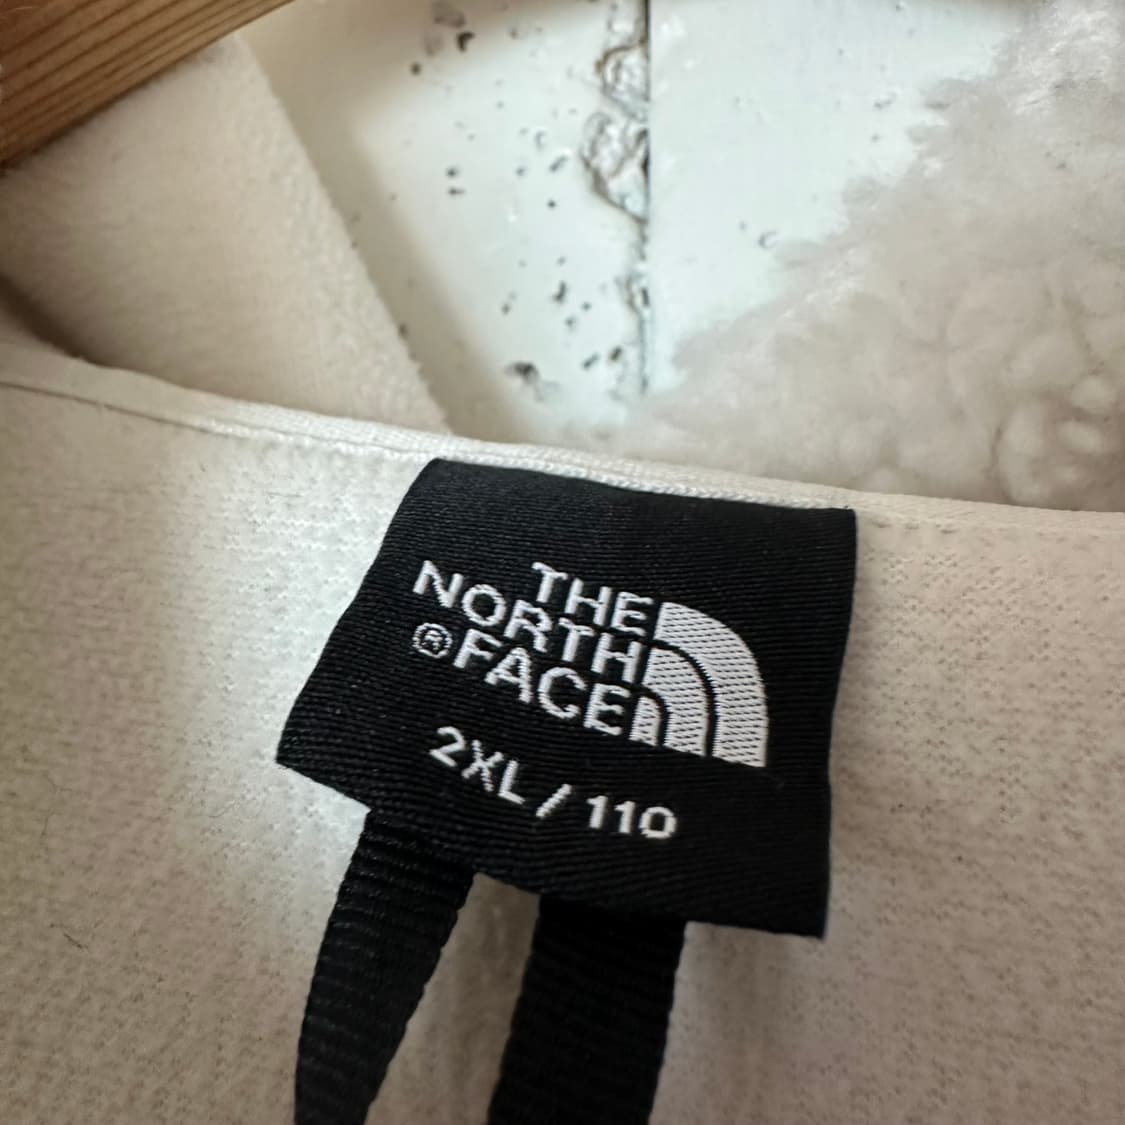 THE
NORTH
®FACE
2XL / 110